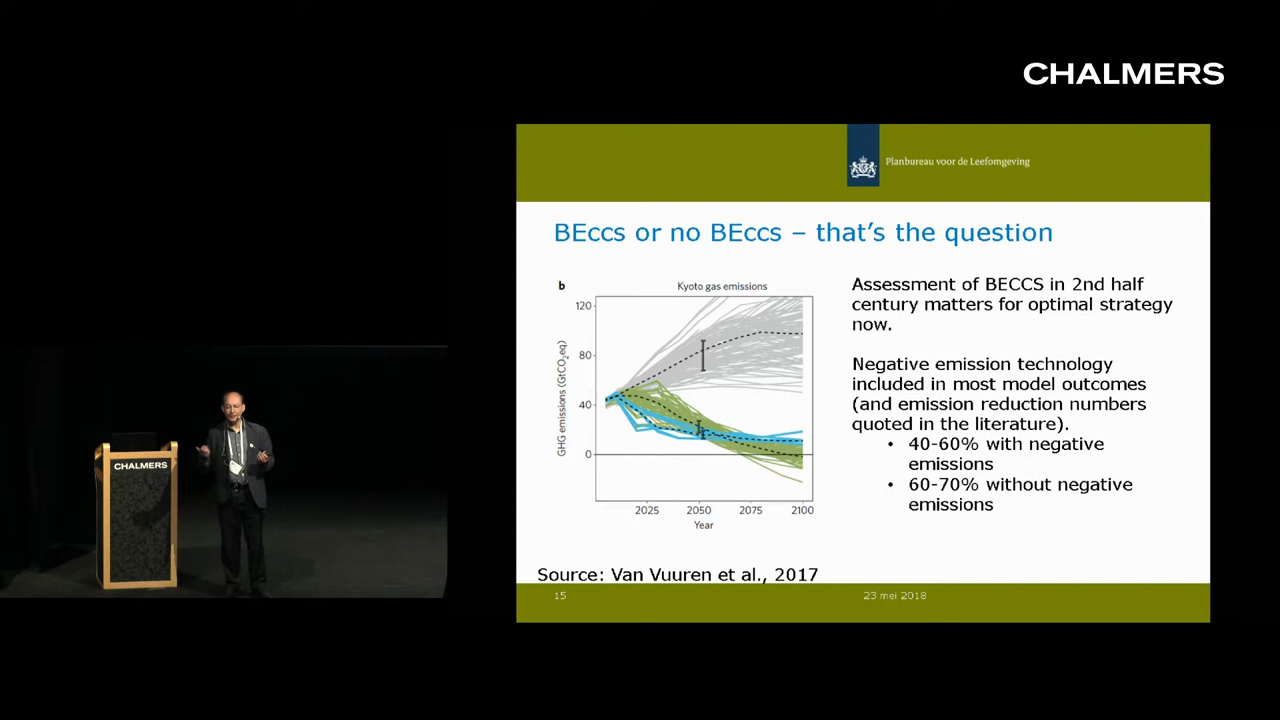 CHALMERS
Planbureau voor de Leefomgeving
BEccs or no BEccs – that's the question
b
Kyoto gas emissions
120
80
40
0
GHG emissions (GtCO2eq)
2025
2050
2075
2100
Year
Assessment of BECCS in 2nd half
century matters for optimal strategy
now.
Negative emission technology
included in most model outcomes
(and emission reduction numbers
quoted in the literature).
• 40-60% with negative
emissions
• 60-70% without negative
emissions
Source: Van Vuuren et al., 2017
15
23 mei 2018
CHALMERS